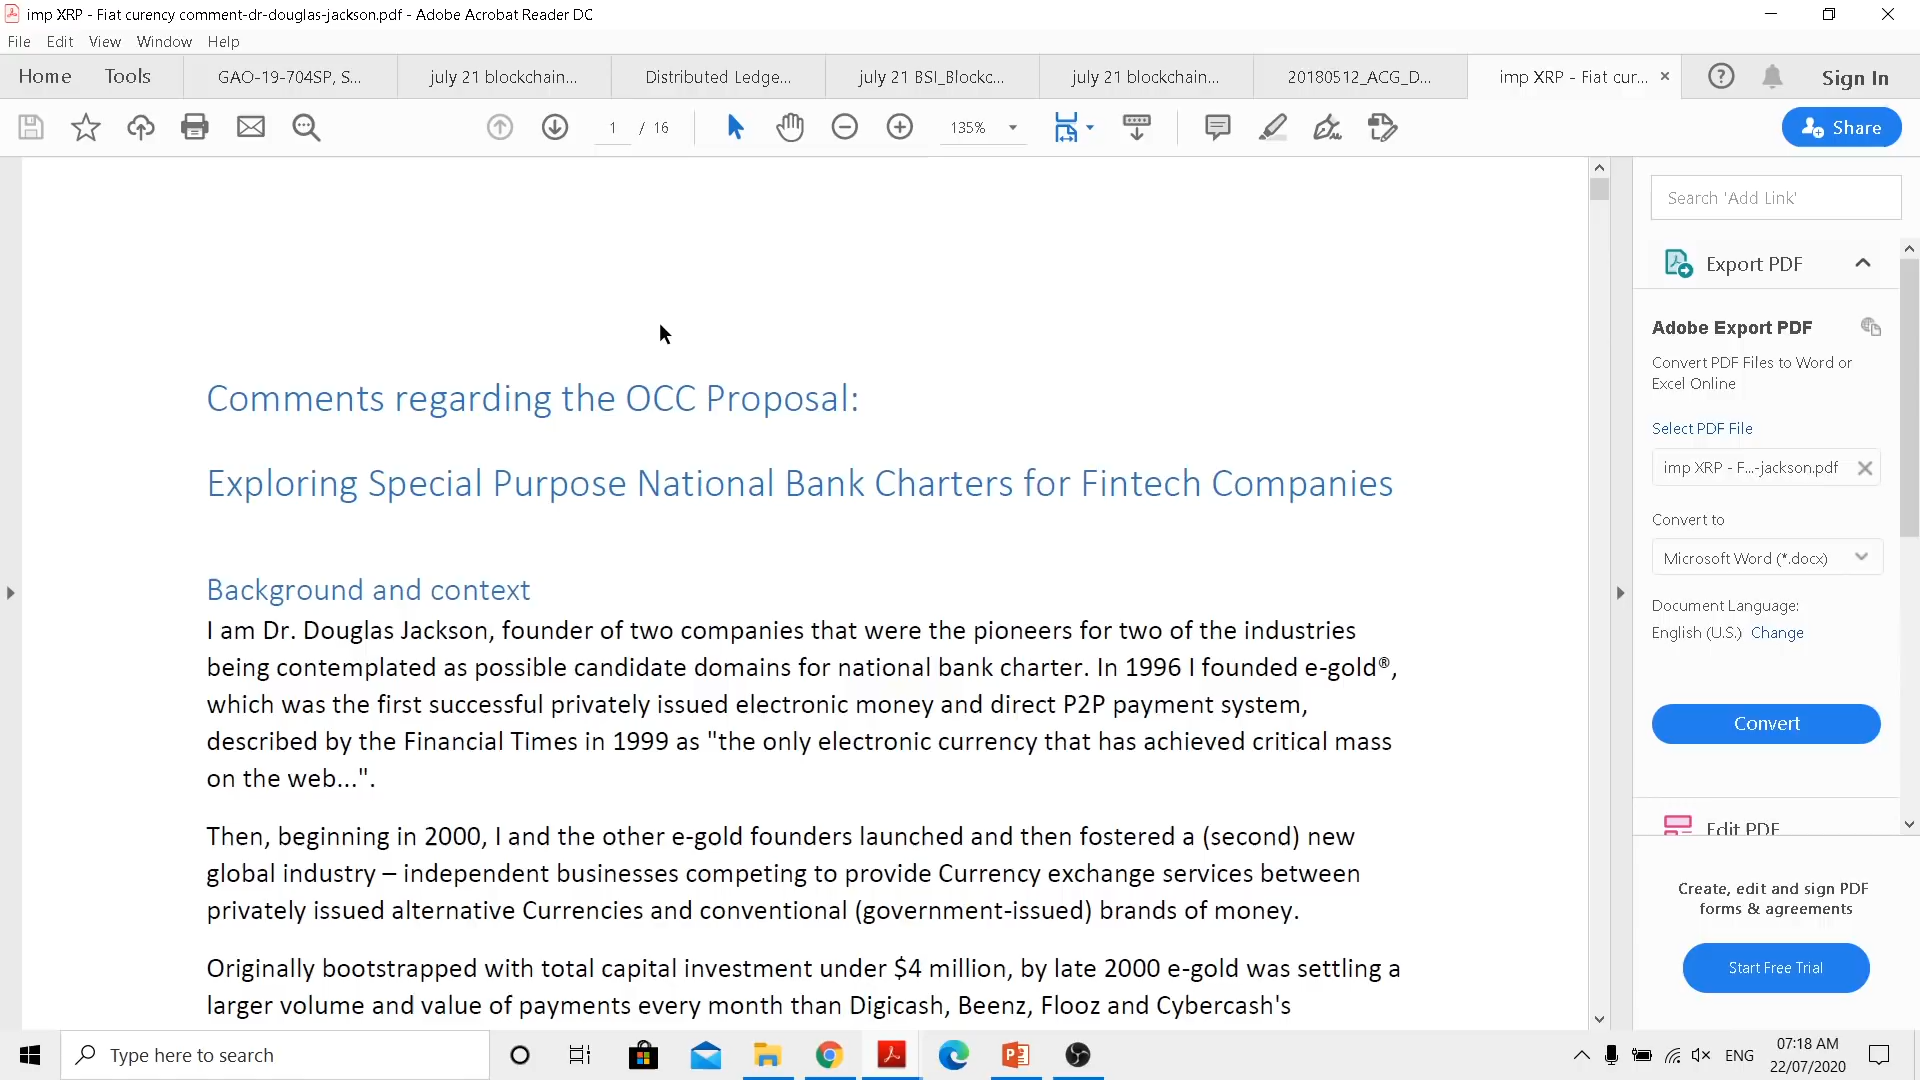 imp XRP - Fiat curency comment-dr-douglas-jackson.pdf - Adobe Acrobat Reader DC
File Edit View Window Help
Home Tools GAO-19-704SP, S... july 21 blockchain... Distributed Ledge... july 21 BSI_Blockc... july 21 blockchain... 20180512_ACG_D... imp XRP - Fiat cur... Sign In
1 / 16 135% Share
Search 'Add Link'
Export PDF
Adobe Export PDF
Convert PDF Files to Word or
Excel Online
Select PDF File
imp XRP - F...-jackson.pdf
Convert to
Microsoft Word (*.docx)
Document Language:
English (U.S.) Change
Convert
Edit PDF
Create, edit and sign PDF
forms & agreements
Start Free Trial
Comments regarding the OCC Proposal:
Exploring Special Purpose National Bank Charters for Fintech Companies
Background and context
I am Dr. Douglas Jackson, founder of two companies that were the pioneers for two of the industries
being contemplated as possible candidate domains for national bank charter. In 1996 I founded e-gold®,
which was the first successful privately issued electronic money and direct P2P payment system,
described by the Financial Times in 1999 as "the only electronic currency that has achieved critical mass
on the web...".
Then, beginning in 2000, I and the other e-gold founders launched and then fostered a (second) new
global industry – independent businesses competing to provide Currency exchange services between
privately issued alternative Currencies and conventional (government-issued) brands of money.
Originally bootstrapped with total capital investment under $4 million, by late 2000 e-gold was settling a
larger volume and value of payments every month than Digicash, Beenz, Flooz and Cybercash's
Type here to search
ENG
07:18 AM
22/07/2020